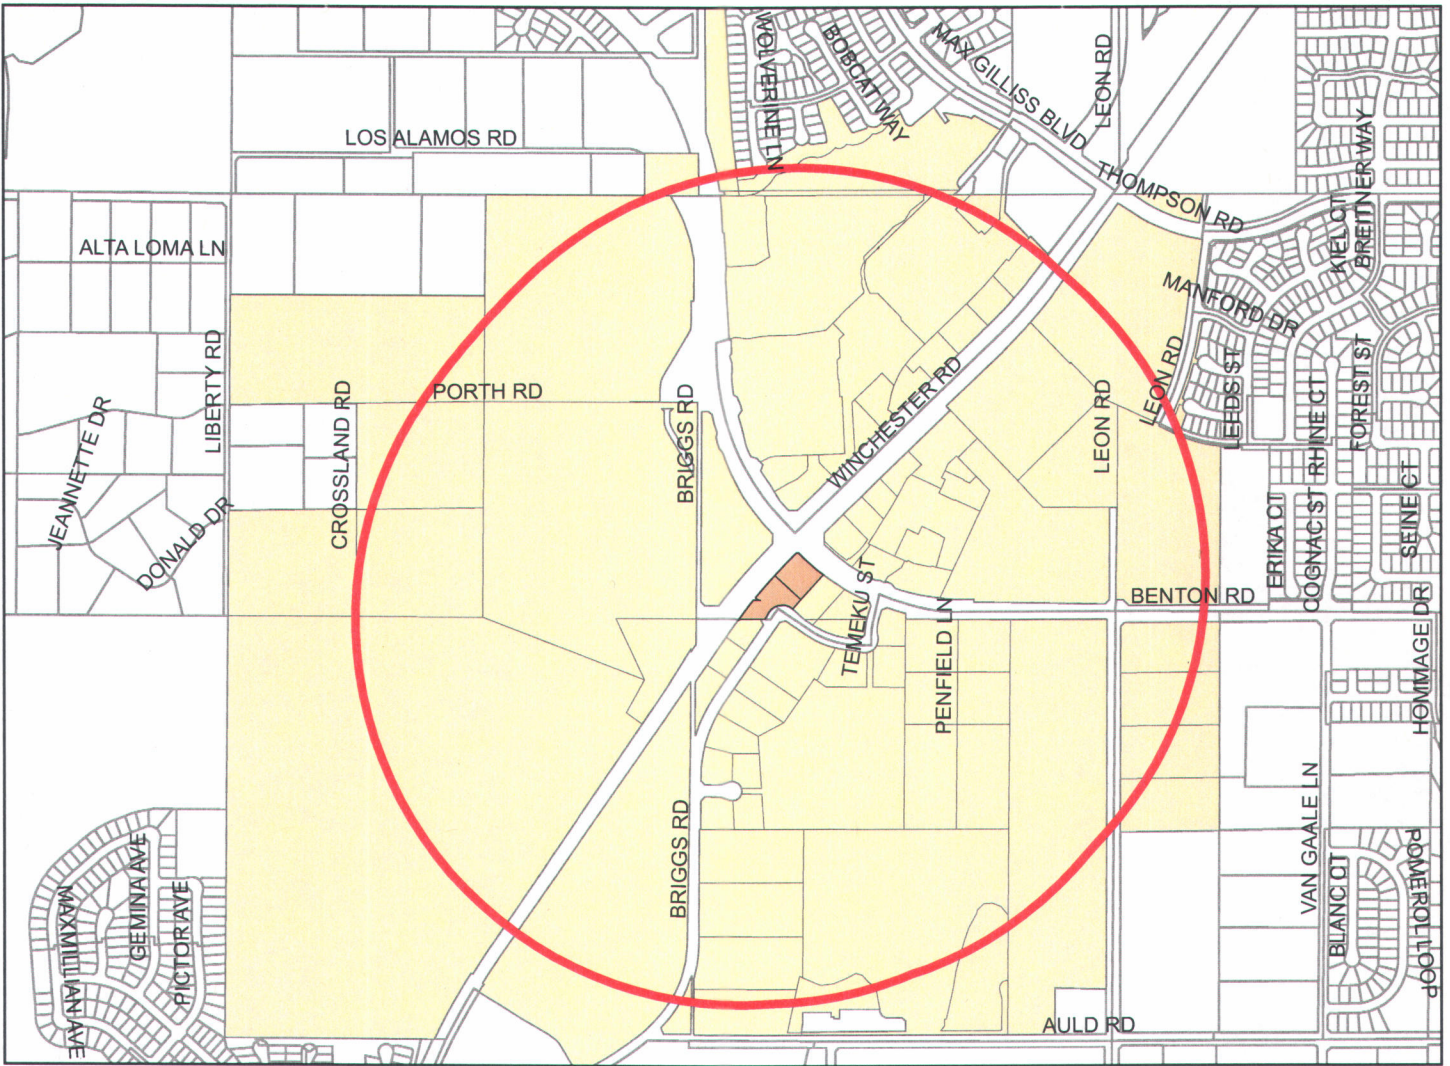 WOLVERINE LN
BOBCAT WAY
MAX GILLISS BLVD
LEON RD
LOS ALAMOS RD
THOMPSON RD
KIEL CT
BREITNER WAY
ALTA LOMA LN
MANFORD DR
LIBERTY RD
PORTH RD
CROSSLAND RD
BRIGGS RD
WINCHESTER RD
LEON RD
LEON RD
LEEDS ST
RHINE CT
FOREST ST
JEANNETTE DR
DONALD DR
ERIKA CT
COGNAC ST
SEINE CT
TEMEKU ST
PENFIELD LN
BENTON RD
HOMMAGE DR
BRIGGS RD
VAN GAALE LN
BLANC CT
POMEROL LOOP
GEMINA AVE
MAXMILLIAN AVE
PICTOR AVE
AULD RD